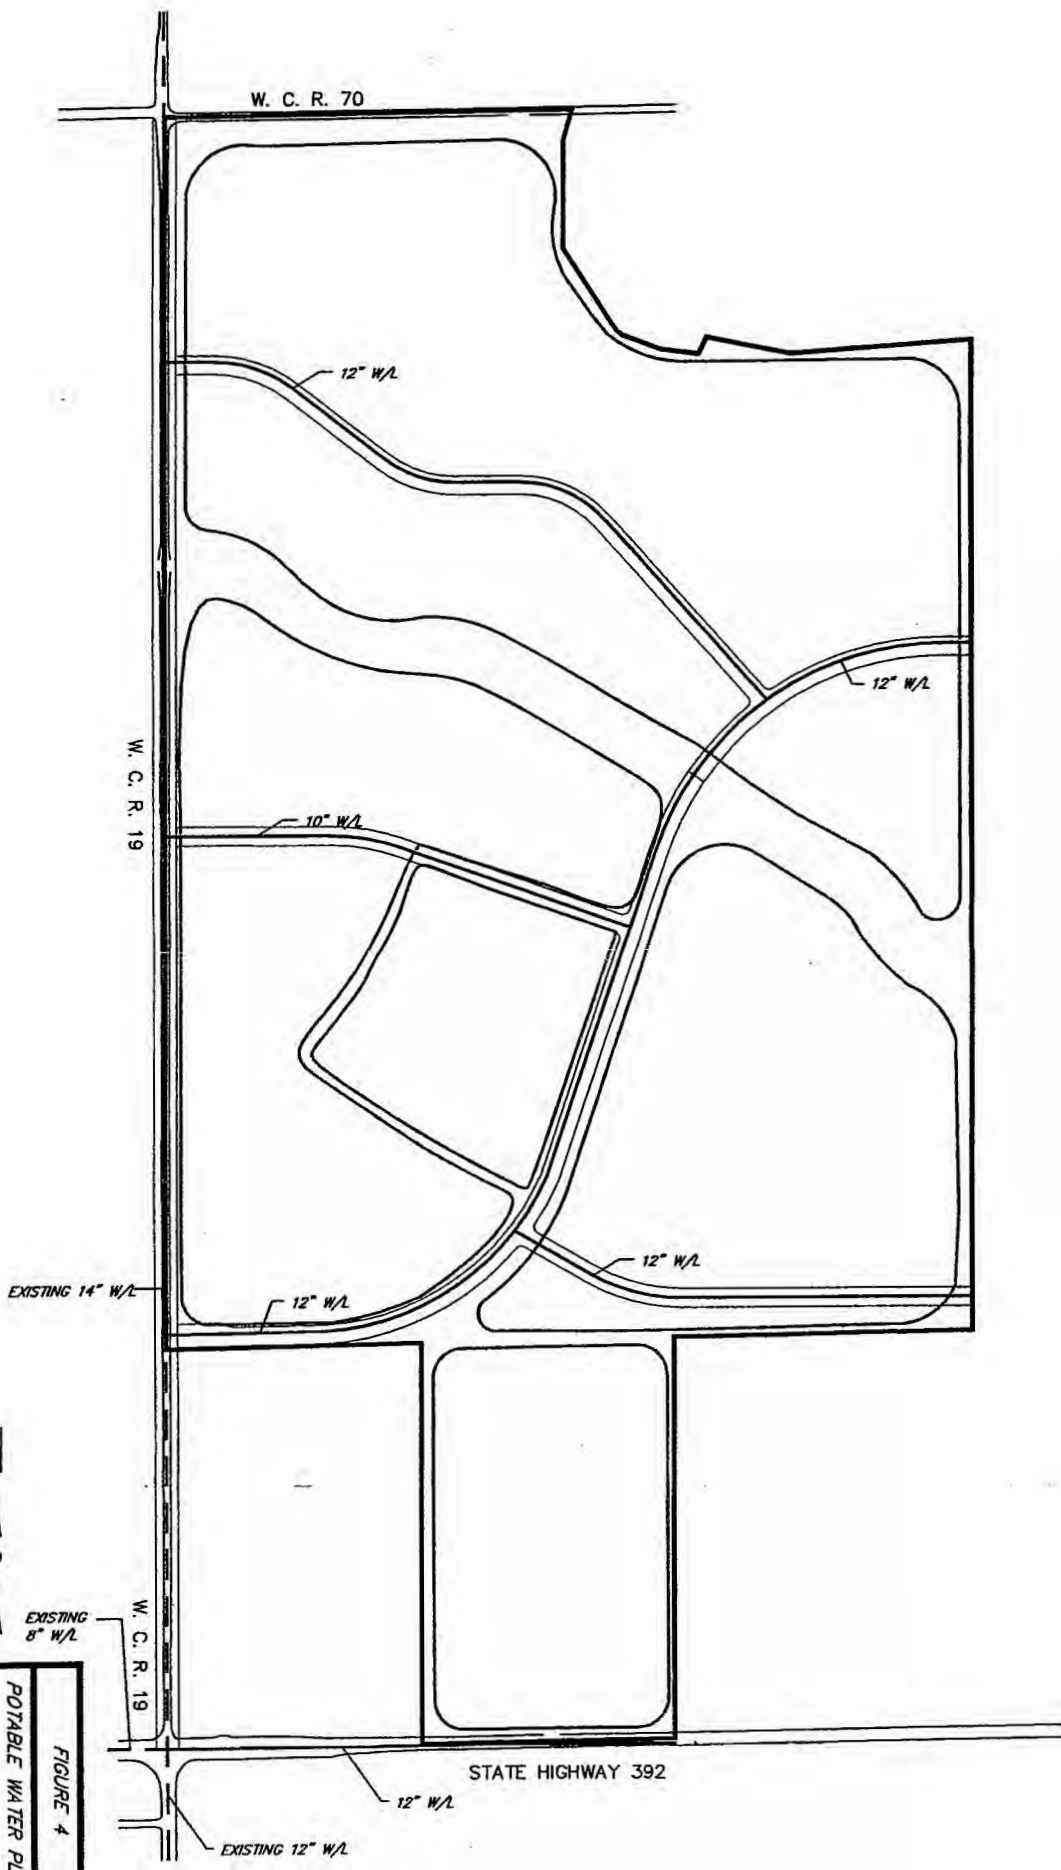 W. C. R. 70
12" W/L
12" W/L
W. C. R. 19
10" W/L
12" W/L
EXISTING 14" W/L
12" W/L
EXISTING
8" W/L
W. C. R. 19
STATE HIGHWAY 392
12" W/L
EXISTING 12" W/L
FIGURE 4
POTABLE WATER